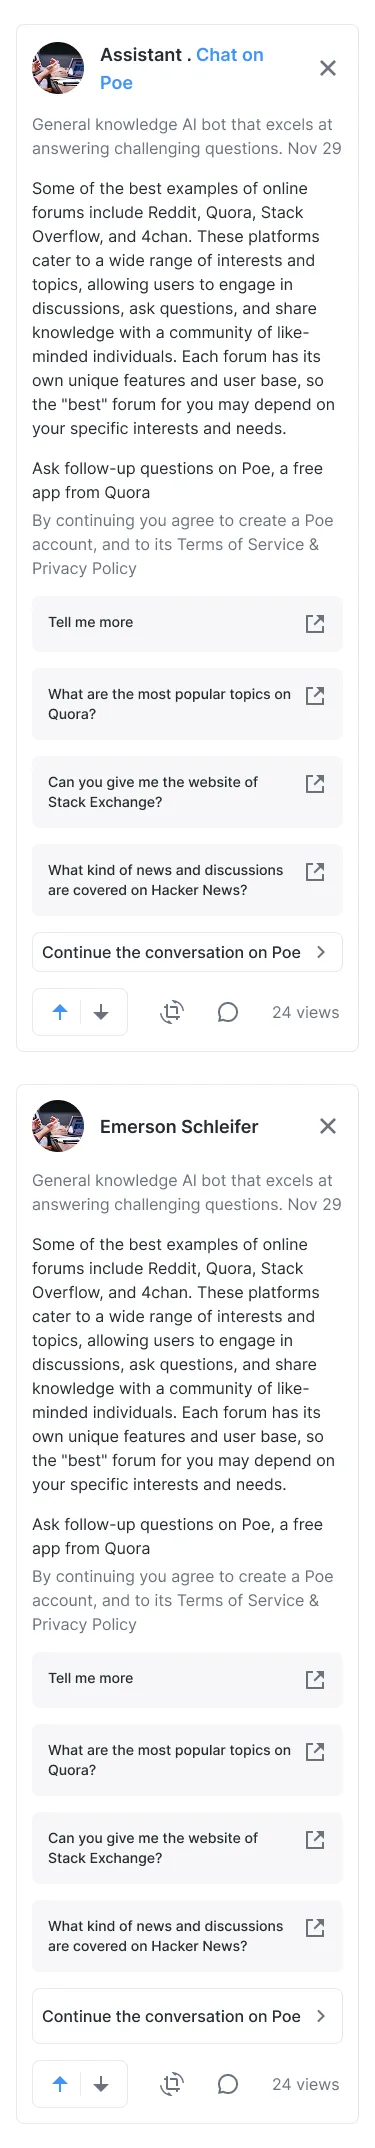 Assistant . Chat on
Poe
General knowledge AI bot that excels at
answering challenging questions. Nov 29
Some of the best examples of online
forums include Reddit, Quora, Stack
Overflow, and 4chan. These platforms
cater to a wide range of interests and
topics, allowing users to engage in
discussions, ask questions, and share
knowledge with a community of like-
minded individuals. Each forum has its
own unique features and user base, so
the "best" forum for you may depend on
your specific interests and needs.
Ask follow-up questions on Poe, a free
app from Quora
By continuing you agree to create a Poe
account, and to its Terms of Service &
Privacy Policy
Tell me more
What are the most popular topics on
Quora?
Can you give me the website of
Stack Exchange?
What kind of news and discussions
are covered on Hacker News?
Continue the conversation on Poe
24 views
Emerson Schleifer
General knowledge AI bot that excels at
answering challenging questions. Nov 29
Some of the best examples of online
forums include Reddit, Quora, Stack
Overflow, and 4chan. These platforms
cater to a wide range of interests and
topics, allowing users to engage in
discussions, ask questions, and share
knowledge with a community of like-
minded individuals. Each forum has its
own unique features and user base, so
the "best" forum for you may depend on
your specific interests and needs.
Ask follow-up questions on Poe, a free
app from Quora
By continuing you agree to create a Poe
account, and to its Terms of Service &
Privacy Policy
Tell me more
What are the most popular topics on
Quora?
Can you give me the website of
Stack Exchange?
What kind of news and discussions
are covered on Hacker News?
Continue the conversation on Poe
24 views